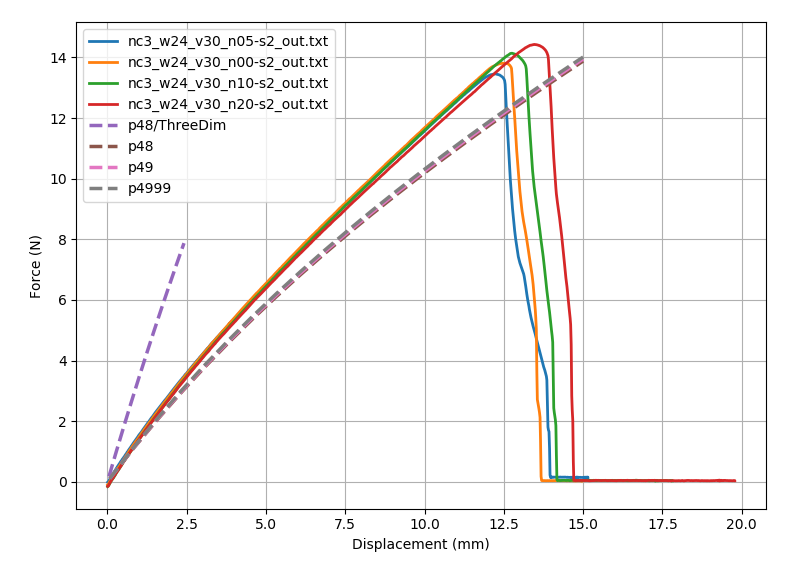 nc3_w24_v30_n05-s2_out.txt
nc3_w24_v30_n00-s2_out.txt
nc3_w24_v30_n10-s2_out.txt
nc3_w24_v30_n20-s2_out.txt
p48/ThreeDim
p48
p49
p4999
Force (N)
14
12
10
8
6
4
2
0
0.0 2.5 5.0 7.5 10.0 12.5 15.0 17.5 20.0
Displacement (mm)